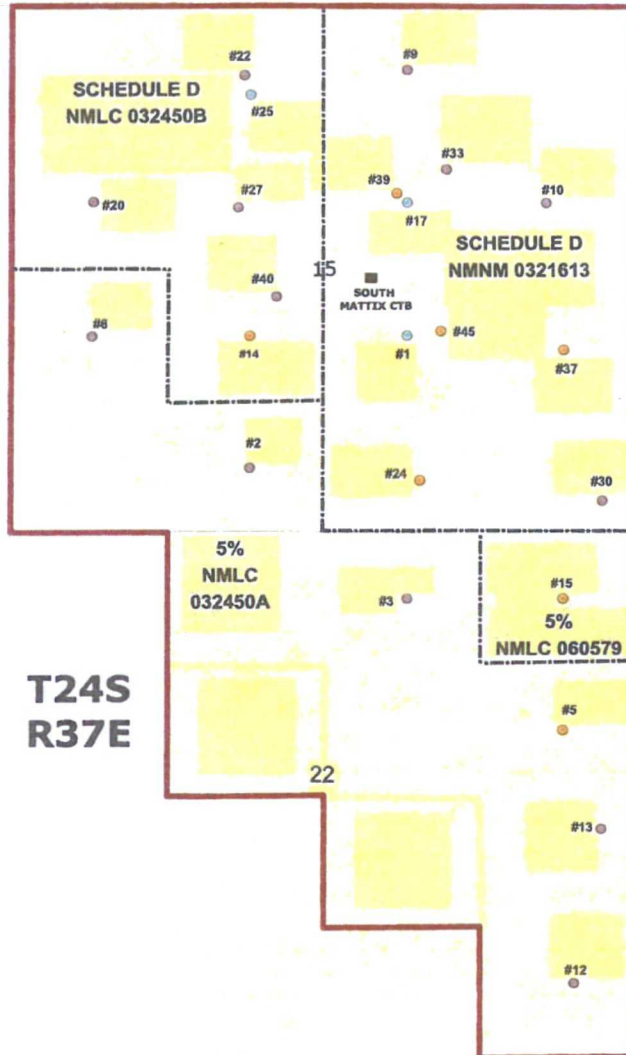 #22
#9
SCHEDULE D
NMLC 032450B
#25
#33
#39
#10
#20
#27
#17
SCHEDULE D
NMNM 0321613
15
#40
SOUTH
MATTIX CTB
#6
#14
#1
#45
#37
#2
#24
#30
5%
NMLC
032450A
#3
#15
5%
NMLC 060579
T24S
R37E
#5
22
#13
#12